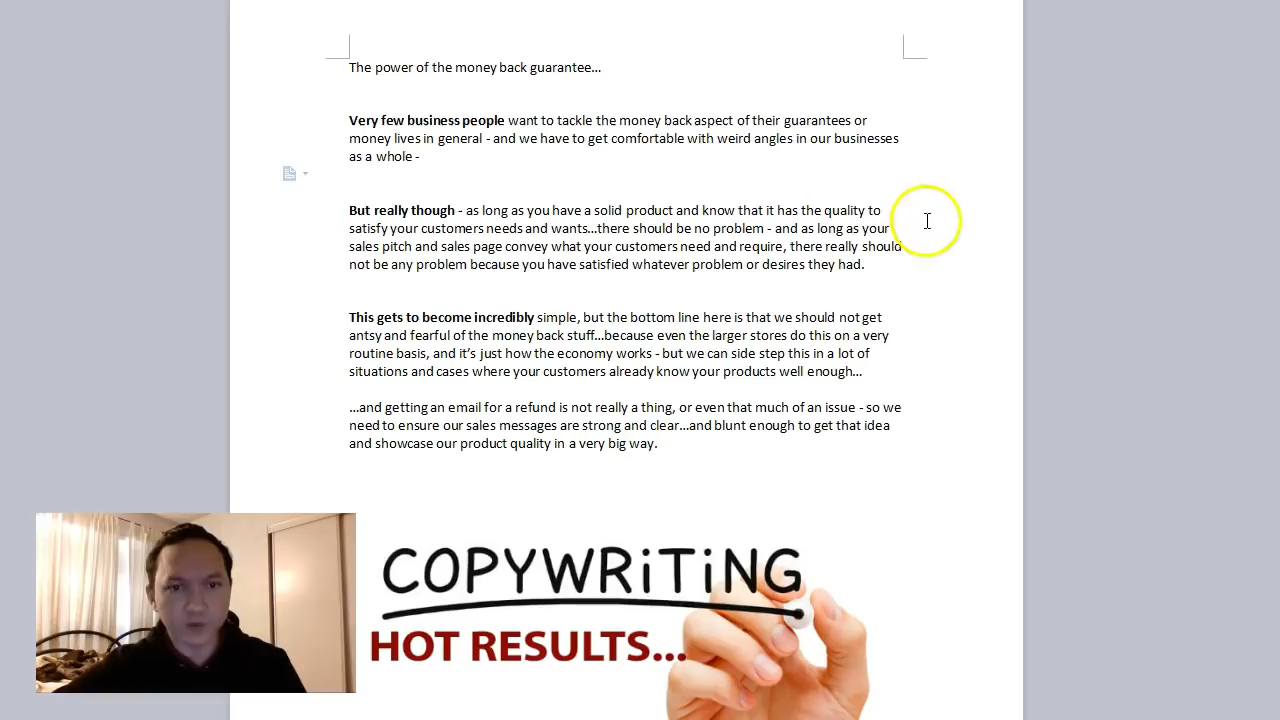 The power of the money back guarantee…
Very few business people want to tackle the money back aspect of their guarantees or
money lives in general - and we have to get comfortable with weird angles in our businesses
as a whole -
But really though - as long as you have a solid product and know that it has the quality to
satisfy your customers needs and wants…there should be no problem - and as long as your
sales pitch and sales page convey what your customers need and require, there really should
not be any problem because you have satisfied whatever problem or desires they had.
This gets to become incredibly simple, but the bottom line here is that we should not get
antsy and fearful of the money back stuff…because even the larger stores do this on a very
routine basis, and it’s just how the economy works - but we can side step this in a lot of
situations and cases where your customers already know your products well enough…
…and getting an email for a refund is not really a thing, or even that much of an issue - so we
need to ensure our sales messages are strong and clear…and blunt enough to get that idea
and showcase our product quality in a very big way.
COPYWRiTiNG
HOT RESULTS...